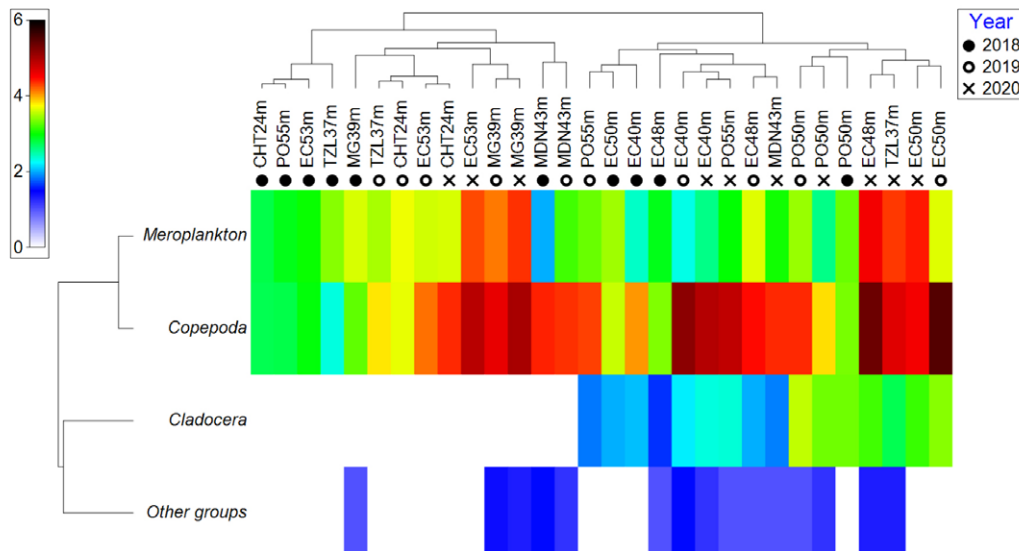 6
4
2
0
Year
2018
2019
2020
CHT24m
PO55m
EC53m
TZL37m
MG39m
TZL37m
CHT24m
EC53m
CHT24m
EC53m
MG39m
MG39m
MDN43m
MDN43m
PO55m
EC50m
EC40m
EC48m
EC40m
EC40m
PO55m
EC48m
MDN43m
PO50m
PO50m
PO50m
EC48m
TZL37m
EC50m
EC50m
Meroplankton
Copepoda
Cladocera
Other groups